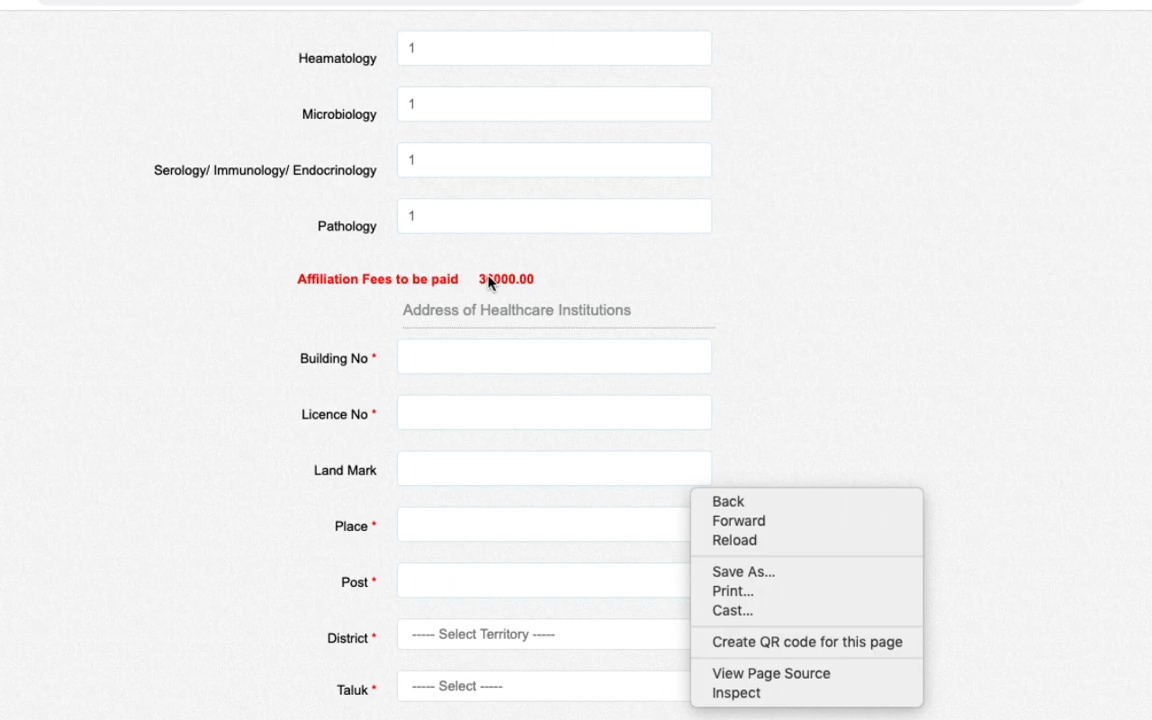 Heamatology 1
Microbiology 1
Serology/ Immunology/ Endocrinology 1
Pathology 1
Affiliation Fees to be paid
Address of Healthcare Institutions
Building No *
Licence No *
Land Mark
Place *
Post *
District * ----- Select Territory -----
Taluk * ----- Select -----
Back
Forward
Reload
Save As...
Print...
Cast...
Create QR code for this page
View Page Source
Inspect